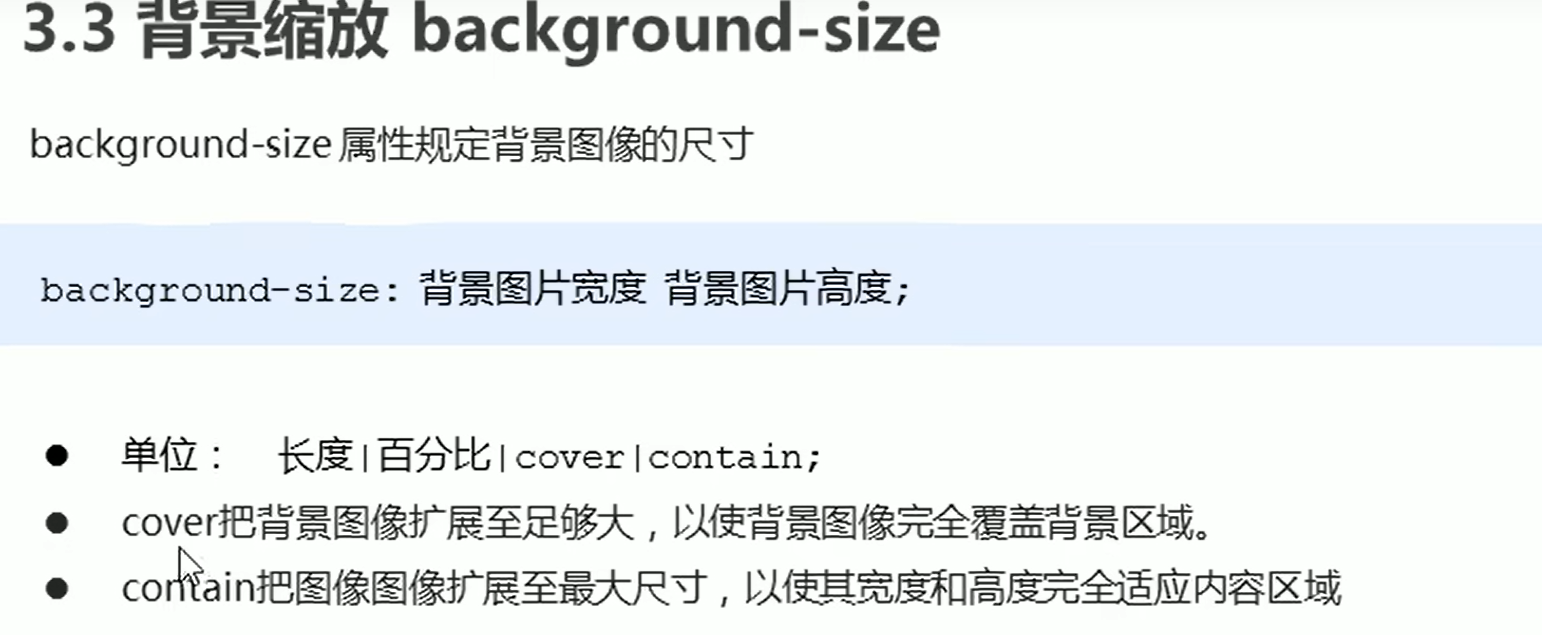 3.3 背景缩放 background-size
background-size 属性规定背景图像的尺寸
background-size: 背景图片宽度 背景图片高度;
● 单位： 长度|百分比|cover|contain;
● cover把背景图像扩展至足够大，以使背景图像完全覆盖背景区域。
● contain把图像图像扩展至最大尺寸，以使其宽度和高度完全适应内容区域